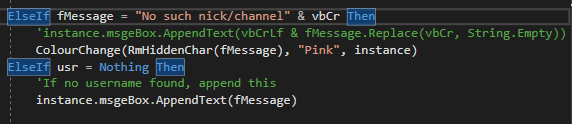 ElseIf fMessage = "No such nick/channel" & vbCr Then
'instance.msgeBox.AppendText(vbCrLf & fMessage.Replace(vbCr, String.Empty))
ColourChange(RmHiddenChar(fMessage), "Pink", instance)
ElseIf usr = Nothing Then
'If no username found, append this
instance.msgeBox.AppendText(fMessage)